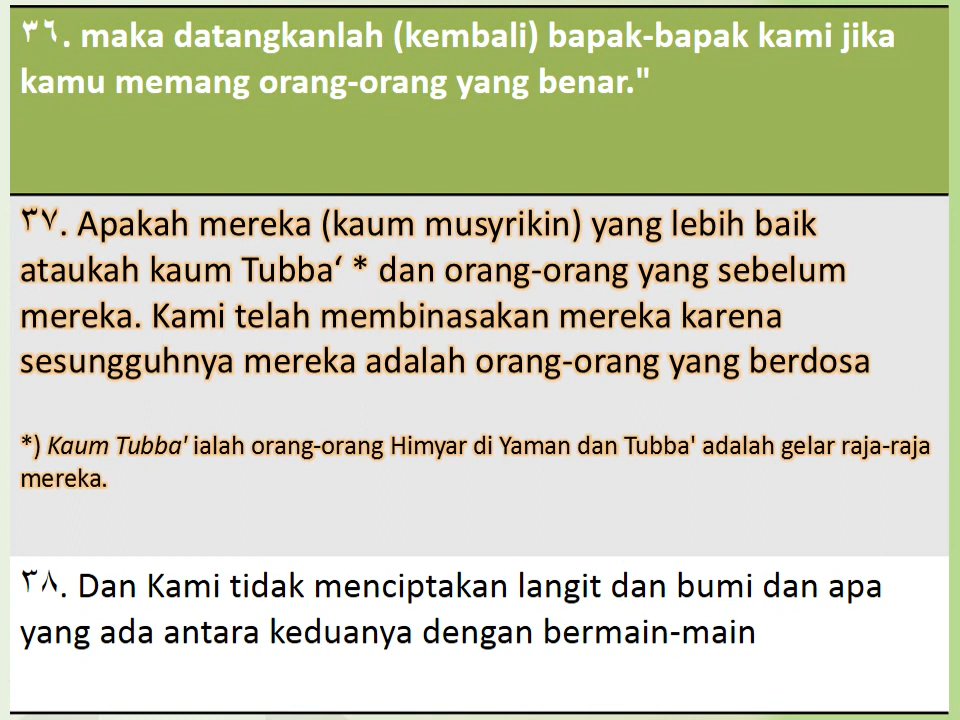 ٣٦. maka datangkanlah (kembali) bapak-bapak kami jika
kamu memang orang-orang yang benar."
٣٧. Apakah mereka (kaum musyrikin) yang lebih baik
ataukah kaum Tubba‘ * dan orang-orang yang sebelum
mereka. Kami telah membinasakan mereka karena
sesungguhnya mereka adalah orang-orang yang berdosa
*) Kaum Tubba' ialah orang-orang Himyar di Yaman dan Tubba' adalah gelar raja-raja
mereka.
٣٨. Dan Kami tidak menciptakan langit dan bumi dan apa
yang ada antara keduanya dengan bermain-main